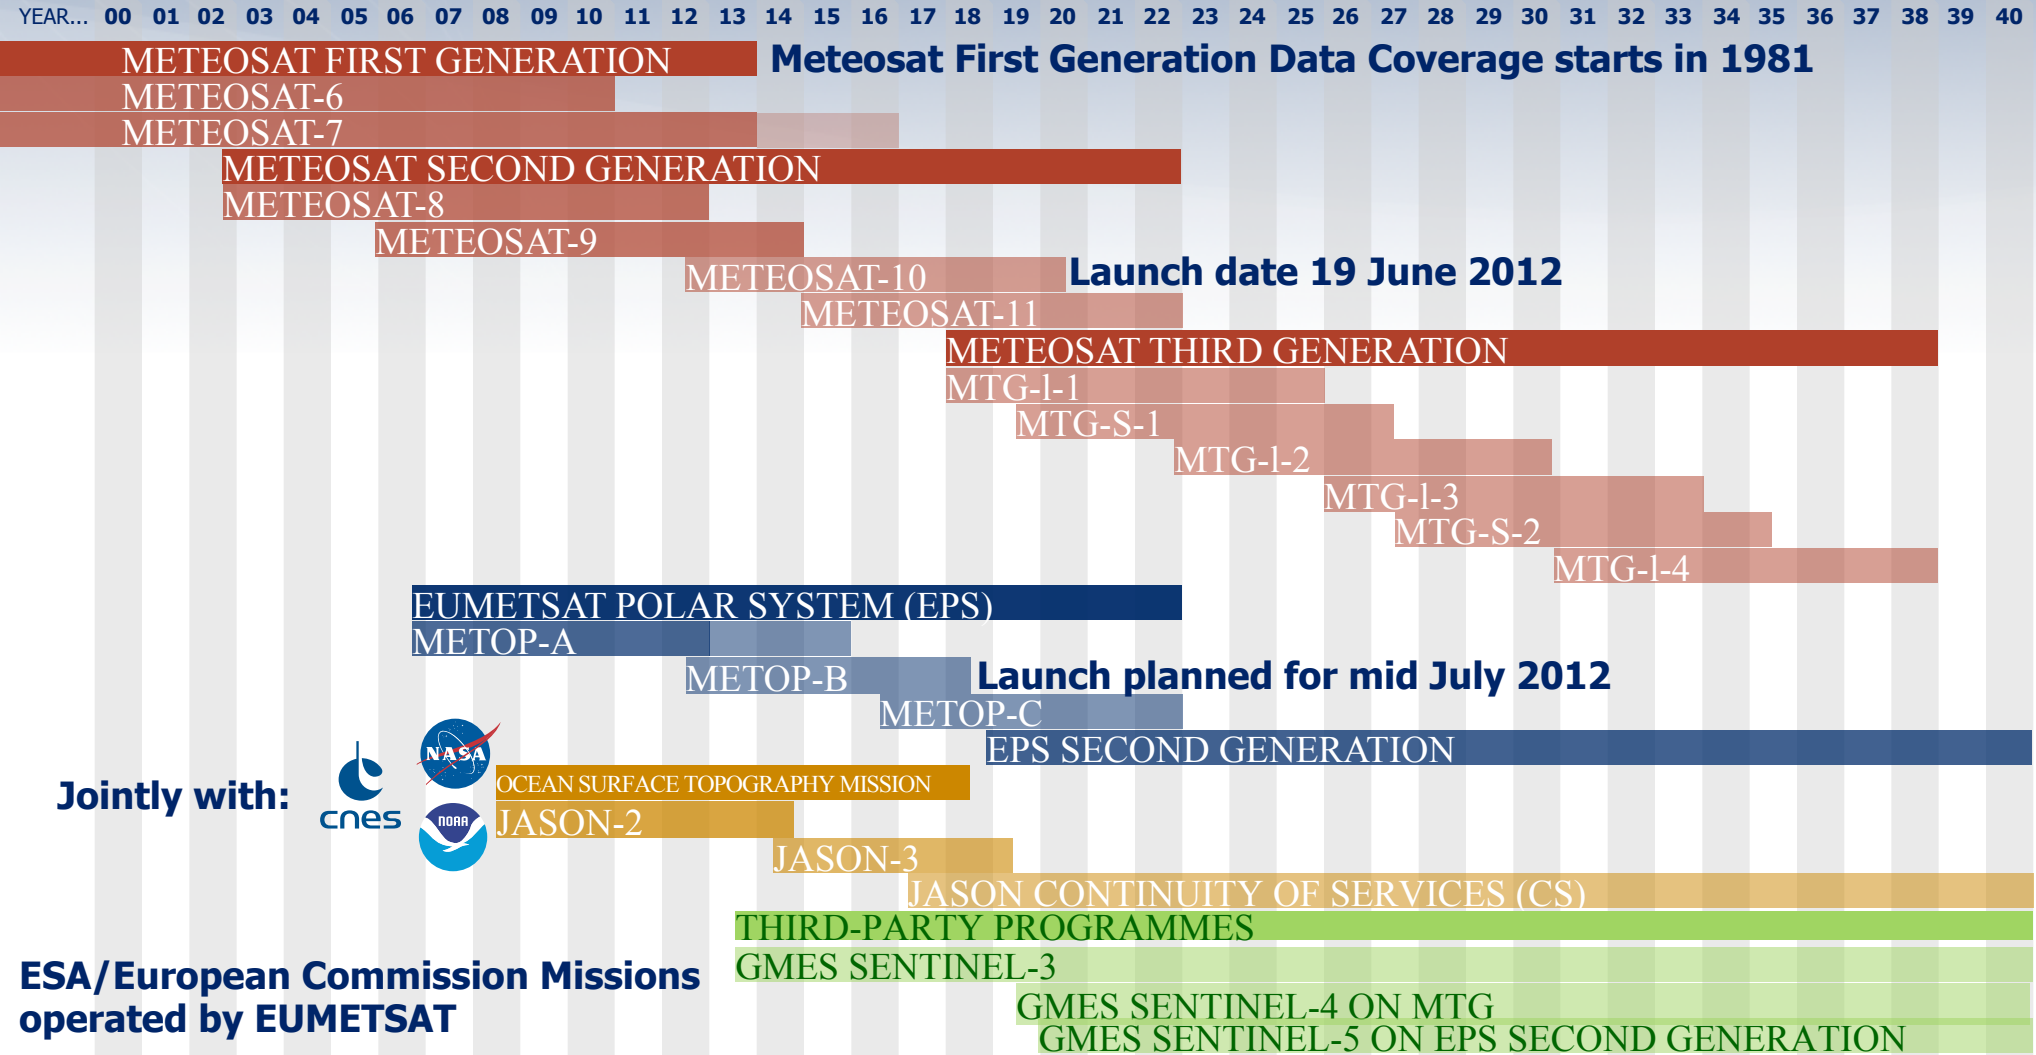 YEAR... 00 01 02 03 04 05 06 07 08 09 10 11 12 13 14 15 16 17 18 19 20 21 22 23 24 25 26 27 28 29 30 31 32 33 34 35 36 37 38 39 40
METEOSAT FIRST GENERATION Meteosat First Generation Data Coverage starts in 1981
METEOSAT-6
METEOSAT-7
METEOSAT SECOND GENERATION
METEOSAT-8
METEOSAT-9
METEOSAT-10 Launch date 19 June 2012
METEOSAT-11
METEOSAT THIRD GENERATION
MTG-l-1
MTG-S-1
MTG-l-2
MTG-l-3
MTG-S-2
MTG-l-4
EUMETSAT POLAR SYSTEM (EPS)
METOP-A
METOP-B Launch planned for mid July 2012
METOP-C
EPS SECOND GENERATION
Jointly with:
cnes
NASA
NOAA
OCEAN SURFACE TOPOGRAPHY MISSION
JASON-2
JASON-3
JASON CONTINUITY OF SERVICES (CS)
THIRD-PARTY PROGRAMMES
GMES SENTINEL-3
GMES SENTINEL-4 ON MTG
GMES SENTINEL-5 ON EPS SECOND GENERATION
ESA/European Commission Missions
operated by EUMETSAT